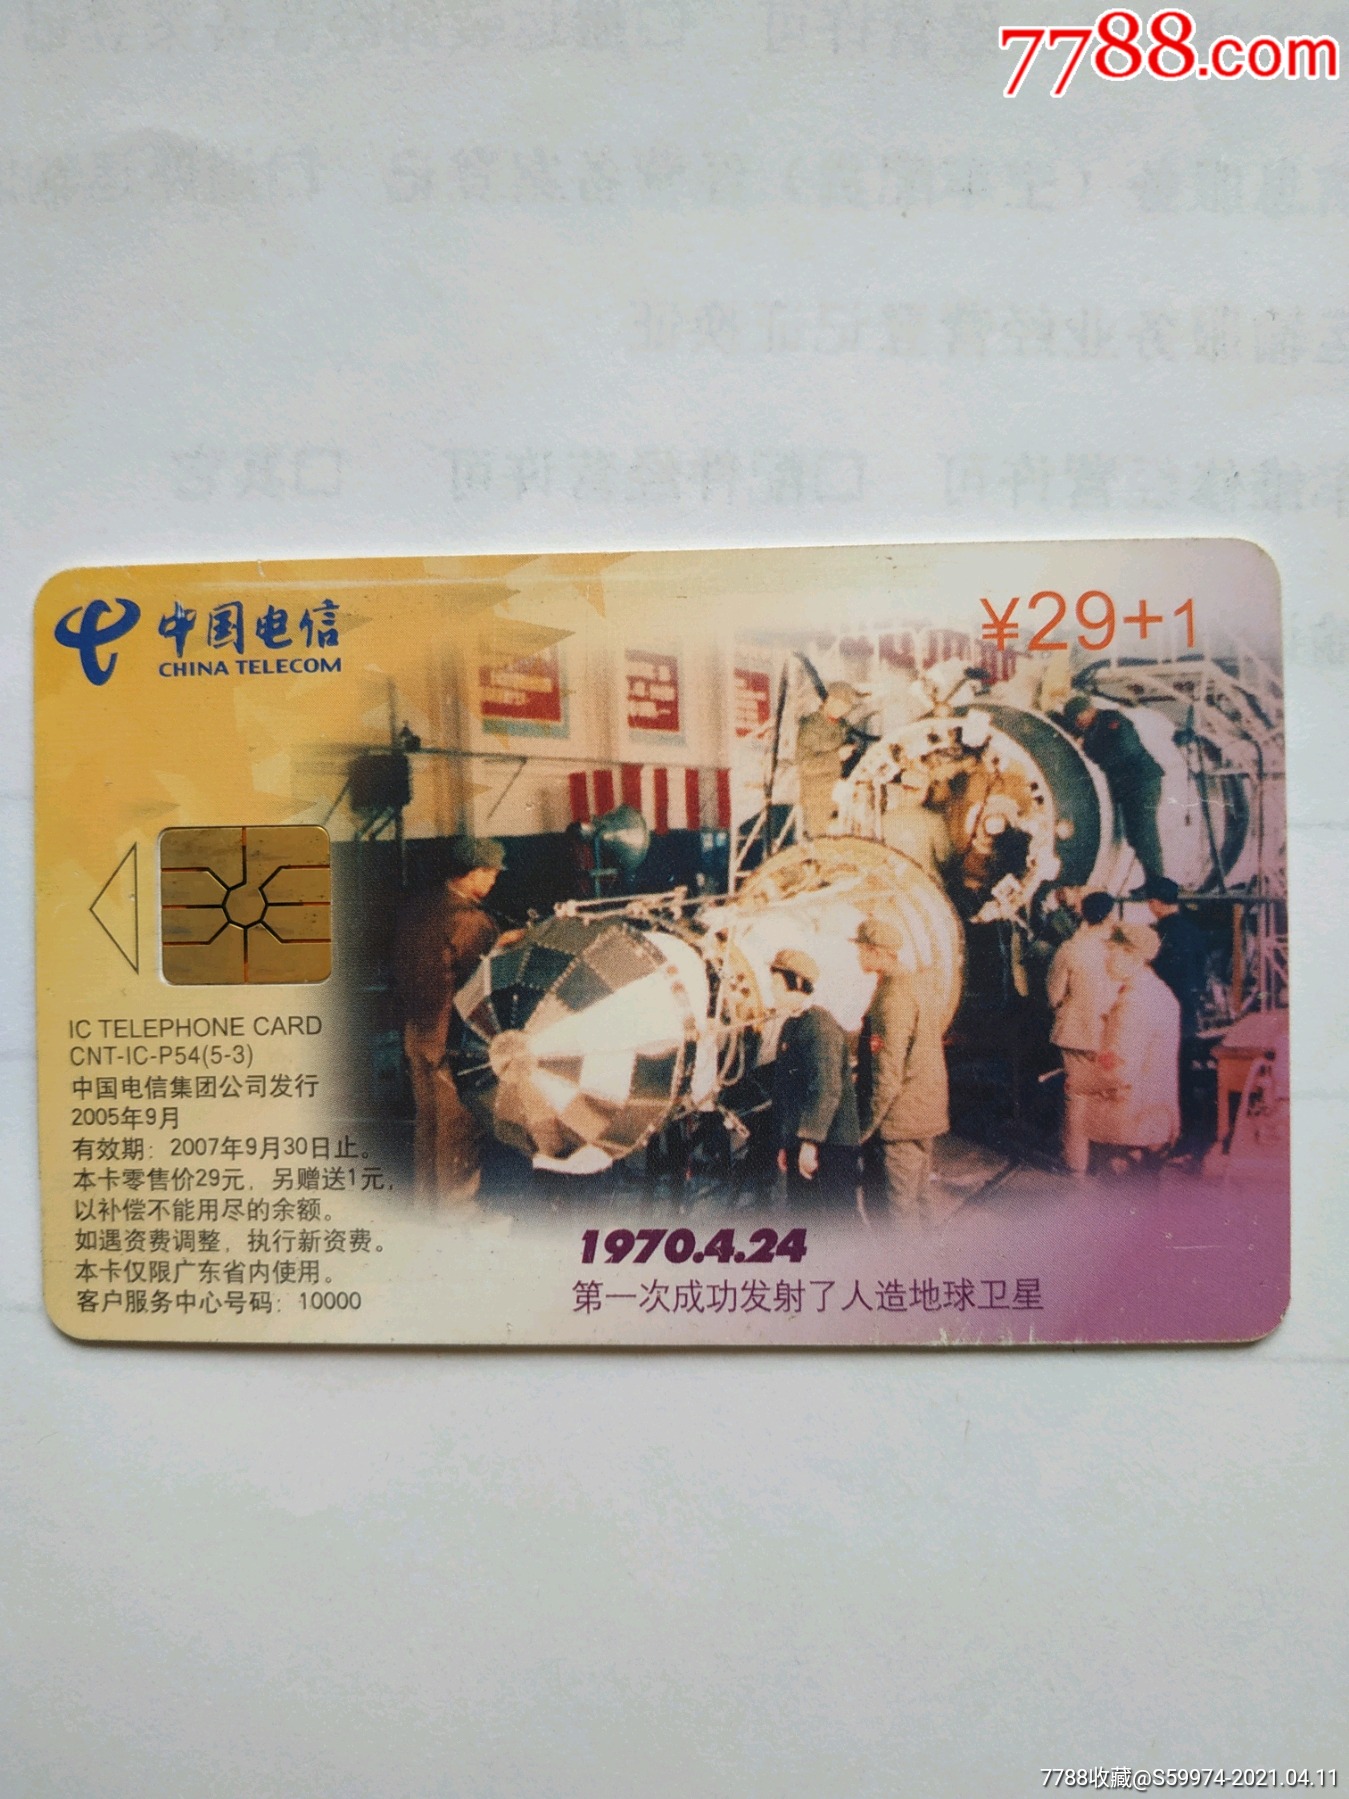 7788.com
中国电信
CHINA TELECOM
¥29+1
IC TELEPHONE CARD
CNT-IC-P54(5-3)
中国电信集团公司发行
2005年9月
有效期：2007年9月30日止。
本卡零售价29元，另赠送1元，
以补偿不能用尽的余额。
如遇资费调整，执行新资费。
本卡仅限广东省内使用。
客户服务中心号码：10000
1970.4.24
第一次成功发射了人造地球卫星
7788收藏@S59974-2021.04.11